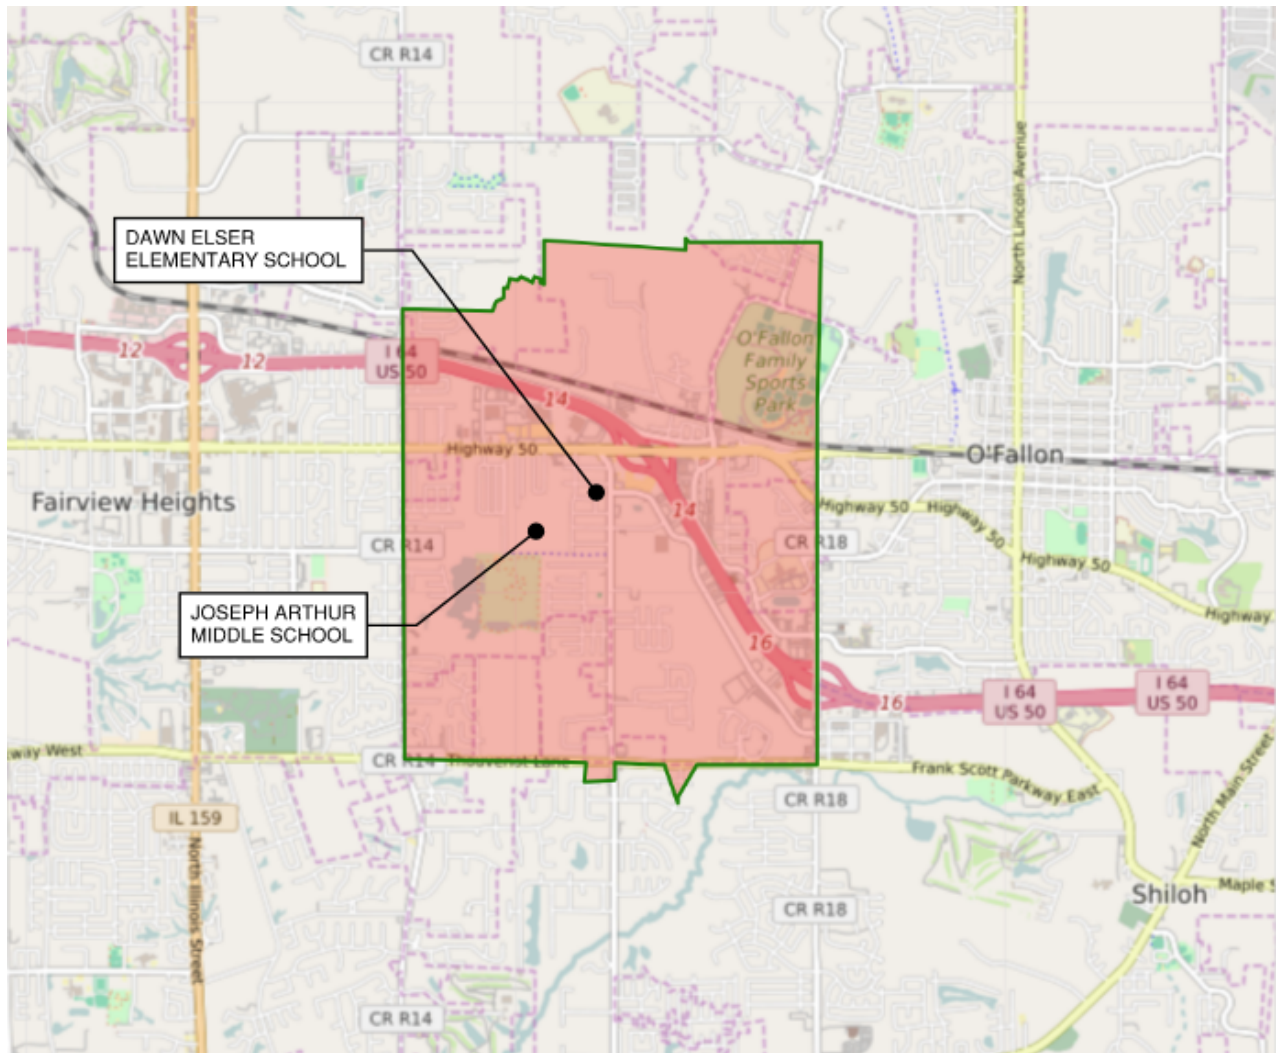 CR R14
North Lincoln Avenue
DAWN ELSER
ELEMENTARY SCHOOL
12
12
I 64
US 50
14
O'Fallon
Family
Sports
Park
Highway 50
O'Fallon
Fairview Heights
14
Highway 50
Highway 50
CR R14
CR R18
Highway 50
JOSEPH ARTHUR
MIDDLE SCHOOL
Highway
16
16
I 64
US 50
I 64
US 50
way West
CR R14
Thouvenot Lane
Frank Scott Parkway East
North Main Street
CR R18
IL 159
North Illinois Street
Shiloh
Maple S
CR R18
CR R14